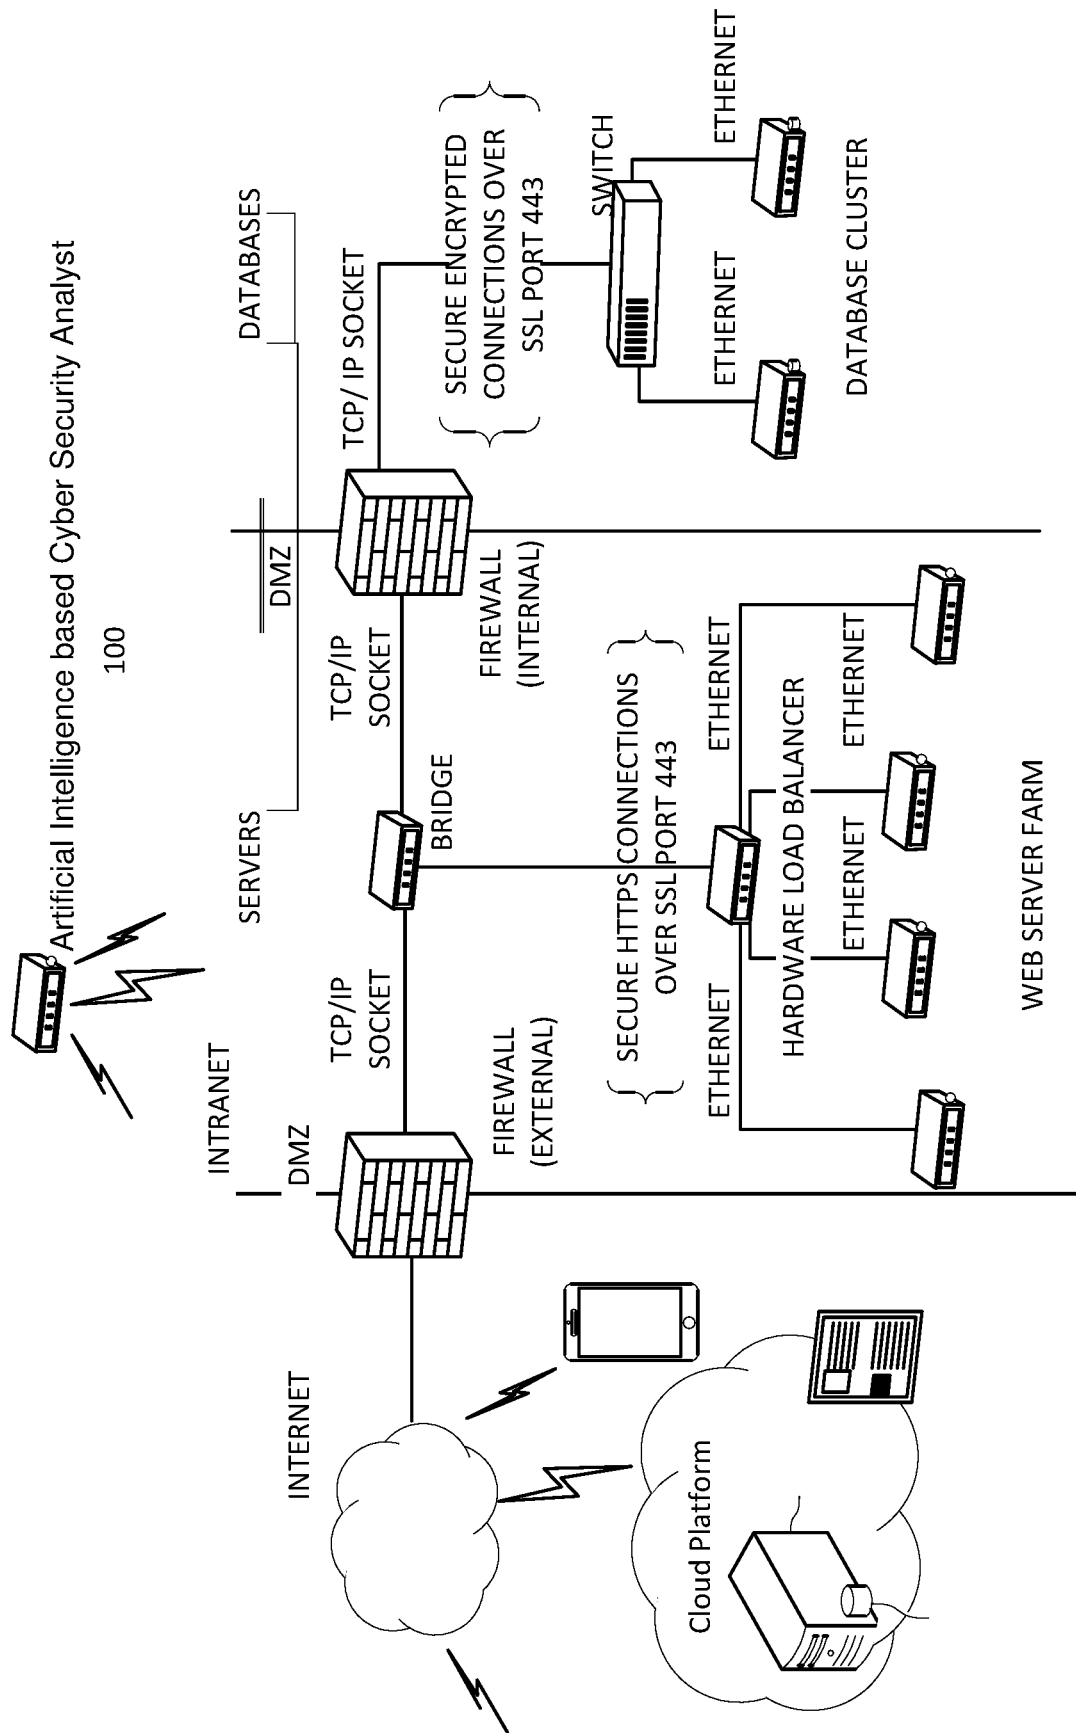 Artificial Intelligence based Cyber Security Analyst
100
INTRANET
SERVERS
DATABASES
INTERNET
DMZ
DMZ
TCP/IP
SOCKET
TCP/IP
SOCKET
TCP/ IP SOCKET
BRIDGE
FIREWALL
(EXTERNAL)
FIREWALL
(INTERNAL)
SECURE ENCRYPTED
CONNECTIONS OVER
SSL PORT 443
SWITCH
ETHERNET
ETHERNET
DATABASE CLUSTER
SECURE HTTPS CONNECTIONS
OVER SSL PORT 443
ETHERNET
ETHERNET
HARDWARE LOAD BALANCER
ETHERNET
ETHERNET
WEB SERVER FARM
Cloud Platform